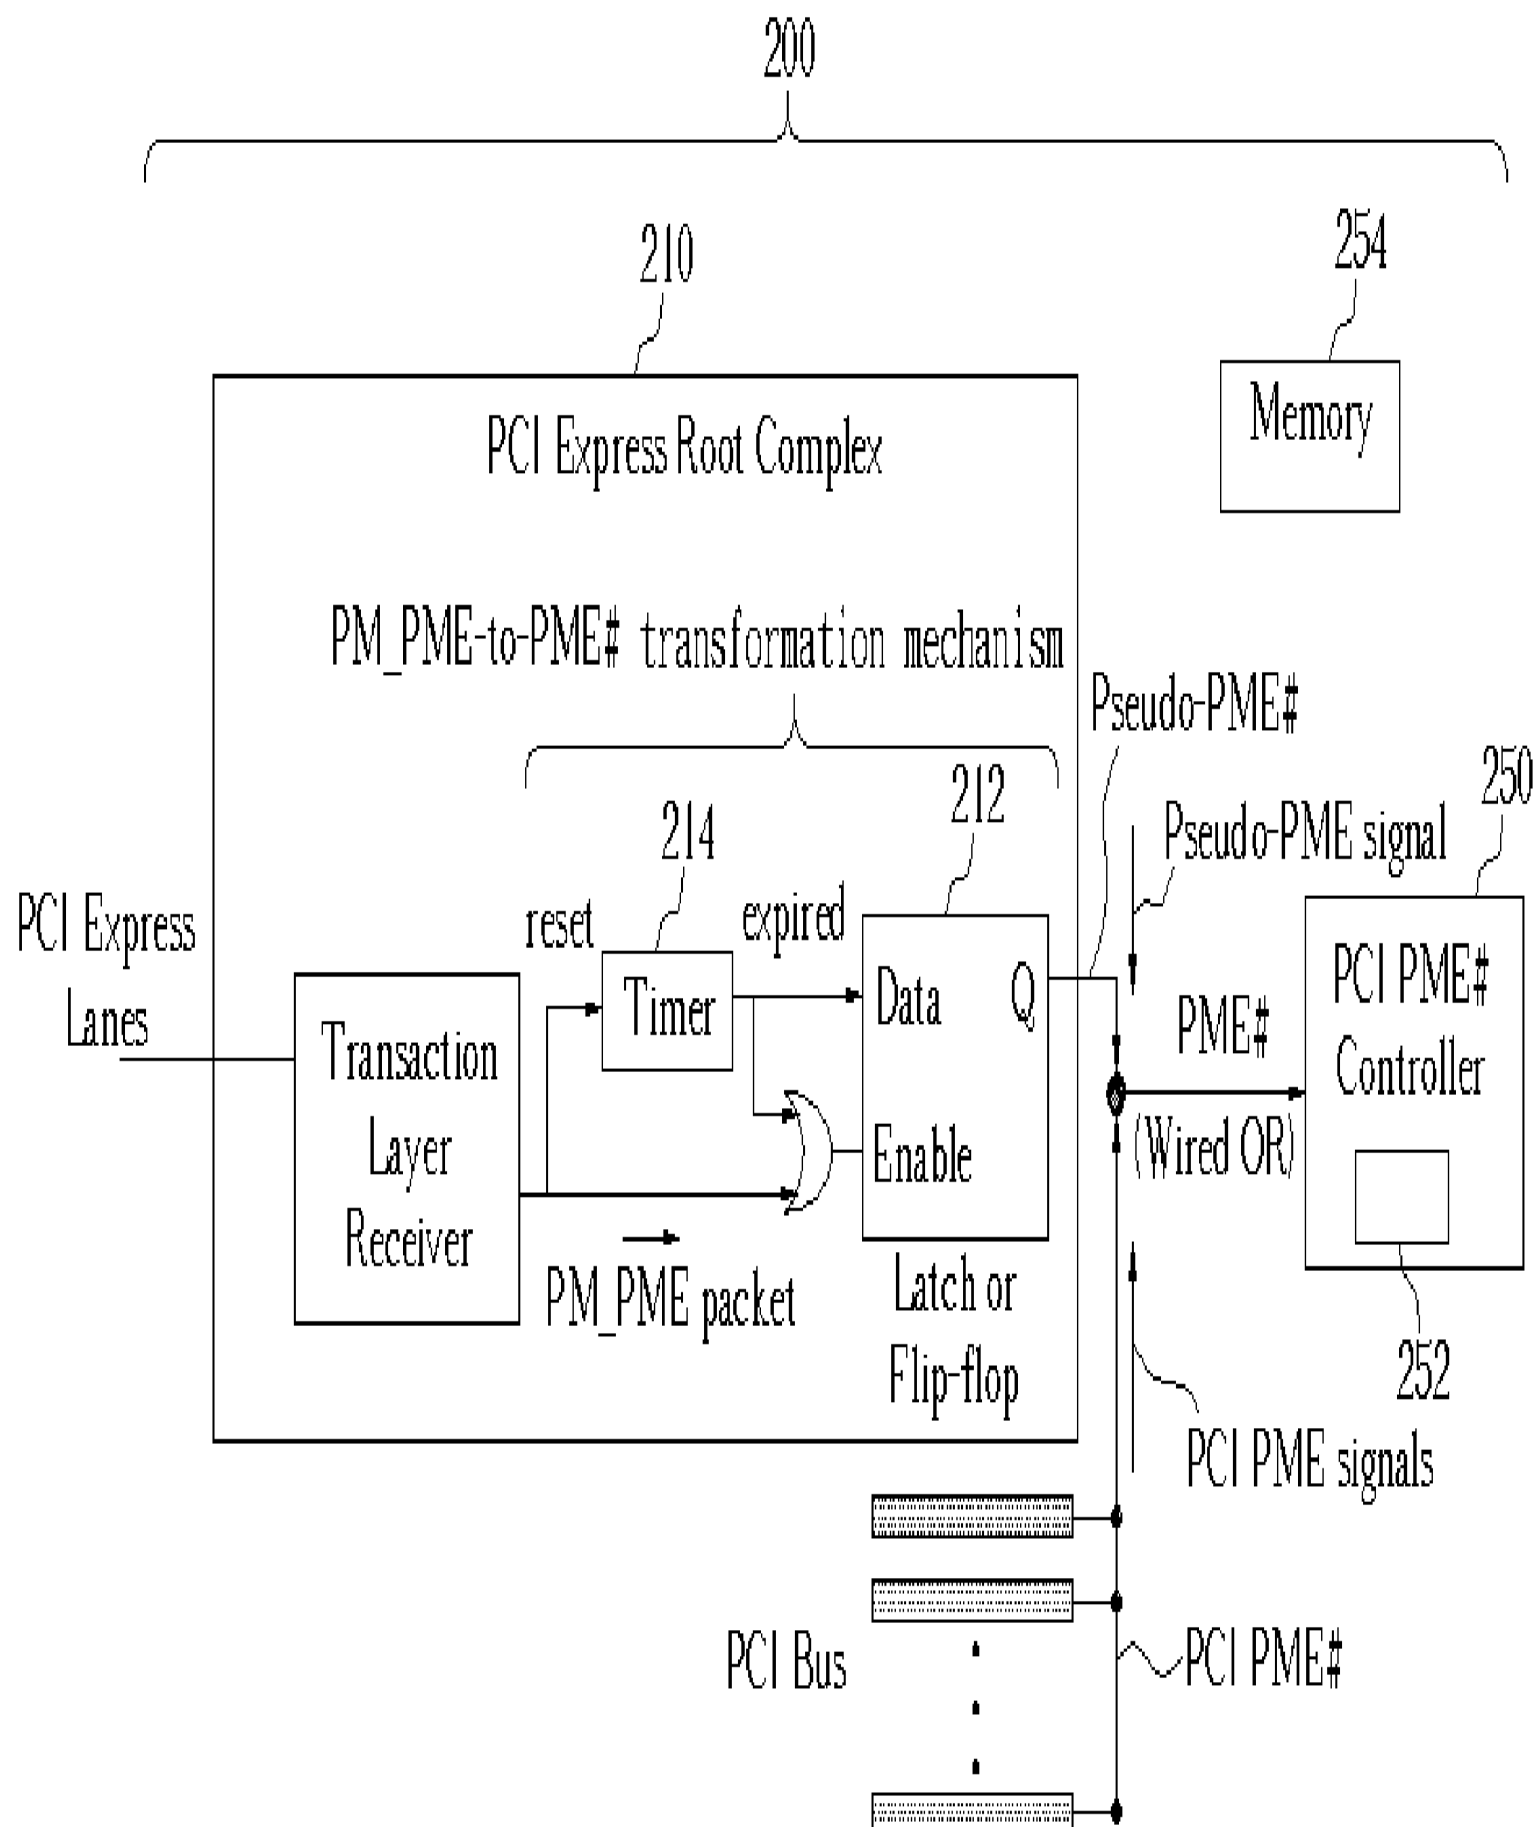 200
210
254
Memory
PCI Express Root Complex
PM_PME-to-PME# transformation mechanism
Pseudo-PME#
250
212
214
Pseudo-PME signal
PCI Express
Lanes
reset
expired
Timer
Data
Q
PME#
PCI PME#
Controller
Transaction
Layer
Receiver
Enable
(Wired OR)
PM_PME packet
Latch or
Flip-flop
252
PCI PME signals
PCI Bus
PCI PME#